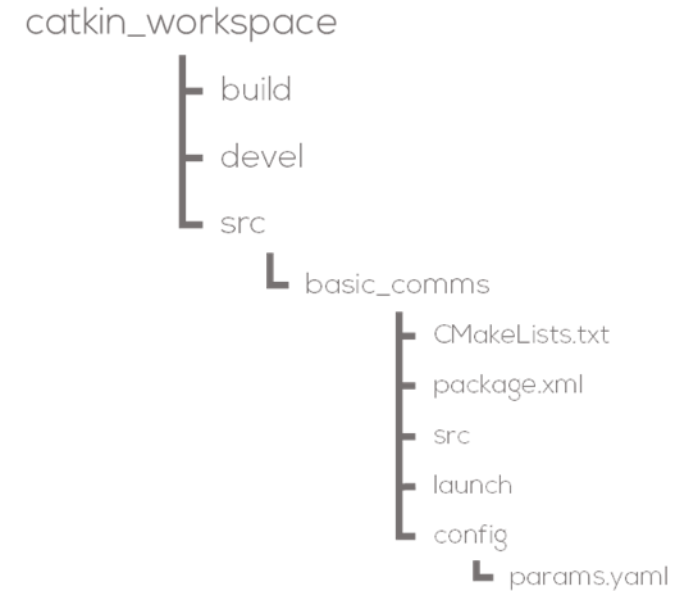 catkin_workspace
build
devel
src
basic_comms
CMakeLists.txt
package.xml
src
launch
config
params.yaml